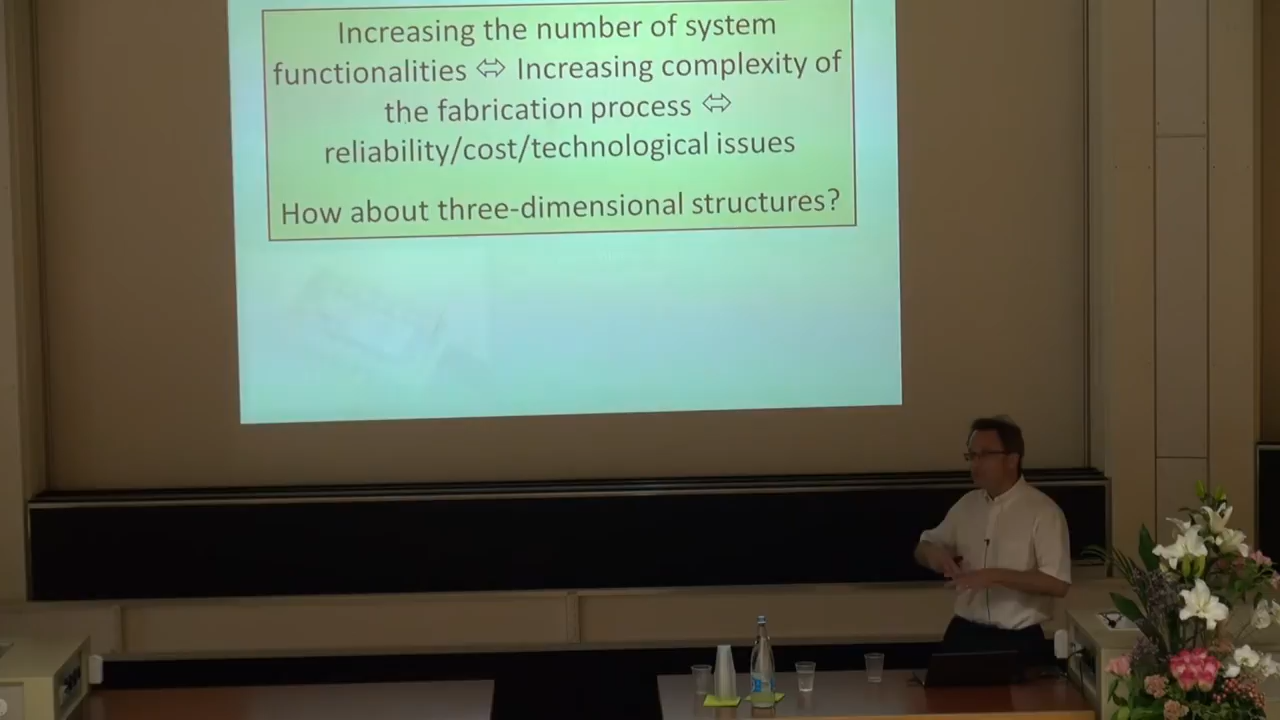 Increasing the number of system
functionalities ⇔ Increasing complexity of
the fabrication process ⇔
reliability/cost/technological issues
How about three-dimensional structures?